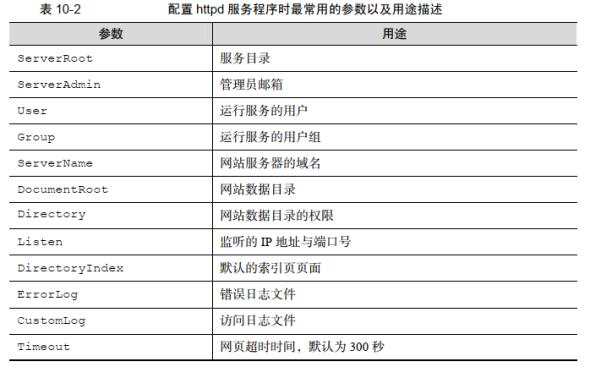 表 10-2 配置 httpd 服务程序时最常用的参数以及用途描述
参数 用途
ServerRoot 服务目录
ServerAdmin 管理员邮箱
User 运行服务的用户
Group 运行服务的用户组
ServerName 网站服务器的域名
DocumentRoot 网站数据目录
Directory 网站数据目录的权限
Listen 监听的 IP 地址与端口号
DirectoryIndex 默认的索引页页面
ErrorLog 错误日志文件
CustomLog 访问日志文件
Timeout 网页超时时间，默认为 300 秒